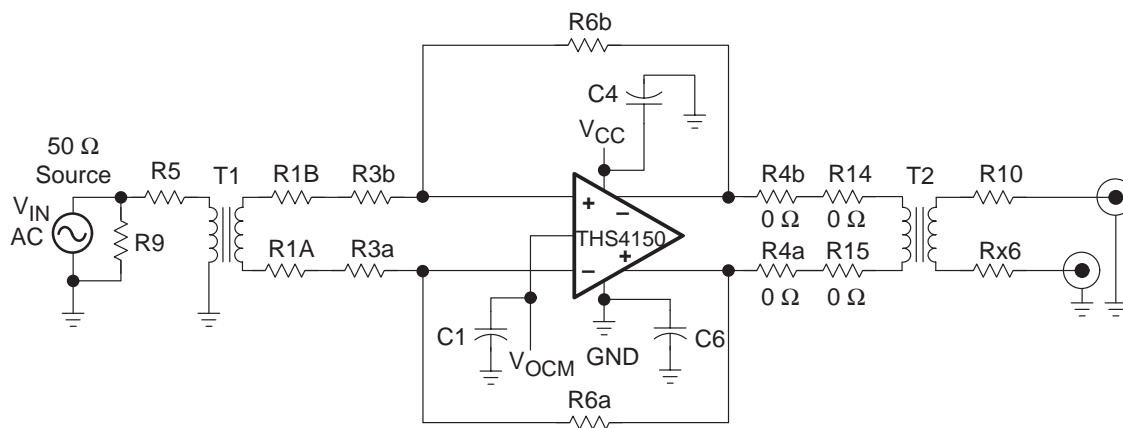 R6b
C4
VCC
50 Ω
Source
R5
T1
R1B
R3b
R4b
R14
T2
R10
0 Ω
0 Ω
VIN
AC
R9
+
−
THS4150
R1A
R3a
−
+
R4a
R15
Rx6
0 Ω
0 Ω
C1
VOCM
GND
C6
R6a